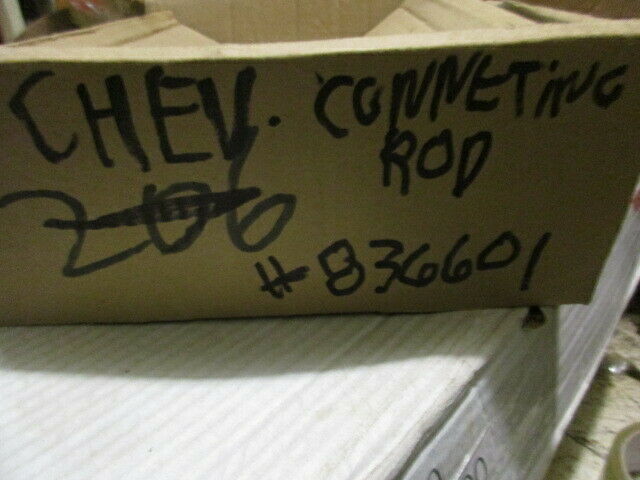 CHEV. CONNETING
ROD
206
#836601